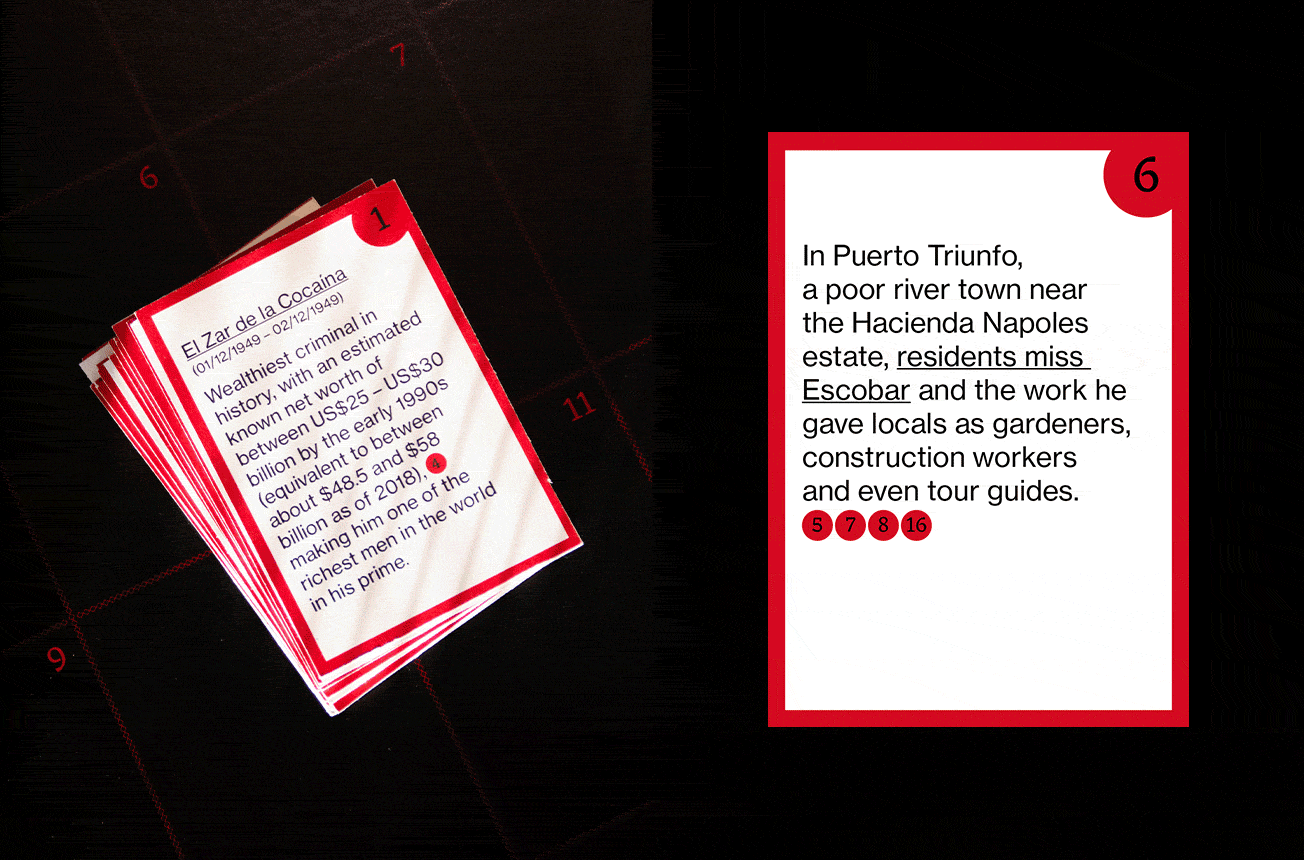 7
6
1
El Zar de la Cocaína
(01/12/1949 – 02/12/1949)
Wealthiest criminal in
history, with an estimated
known net worth of
between US$25 – US$30
billion by the early 1990s
(equivalent to between
about $48.5 and $58
billion as of 2018), 4
making him one of the
richest men in the world
in his prime.
11
9
6
In Puerto Triunfo,
a poor river town near
the Hacienda Napoles
estate, residents miss
Escobar and the work he
gave locals as gardeners,
construction workers
and even tour guides.
5 7 8 16